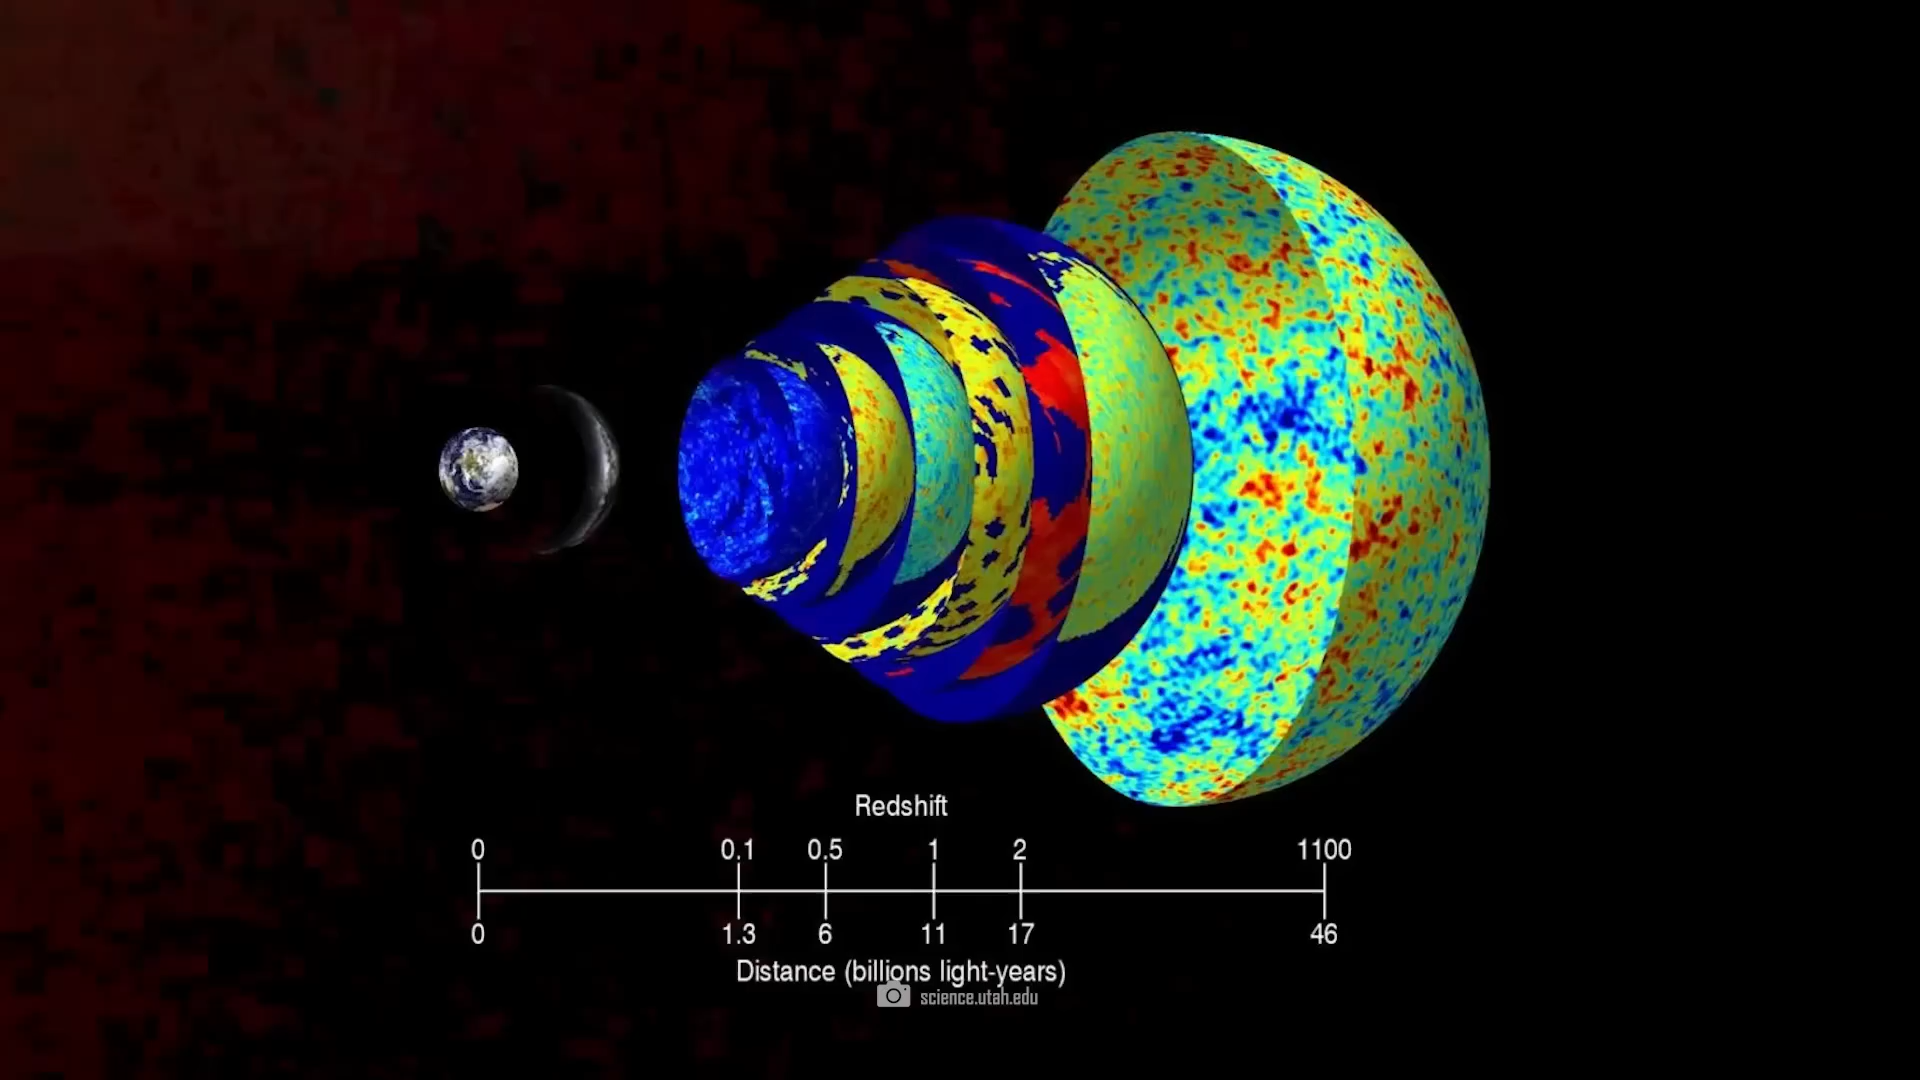 Redshift
0 0.1 0.5 1 2 1100
0 1.3 6 11 17 46
Distance (billions light-years)
science.utah.edu